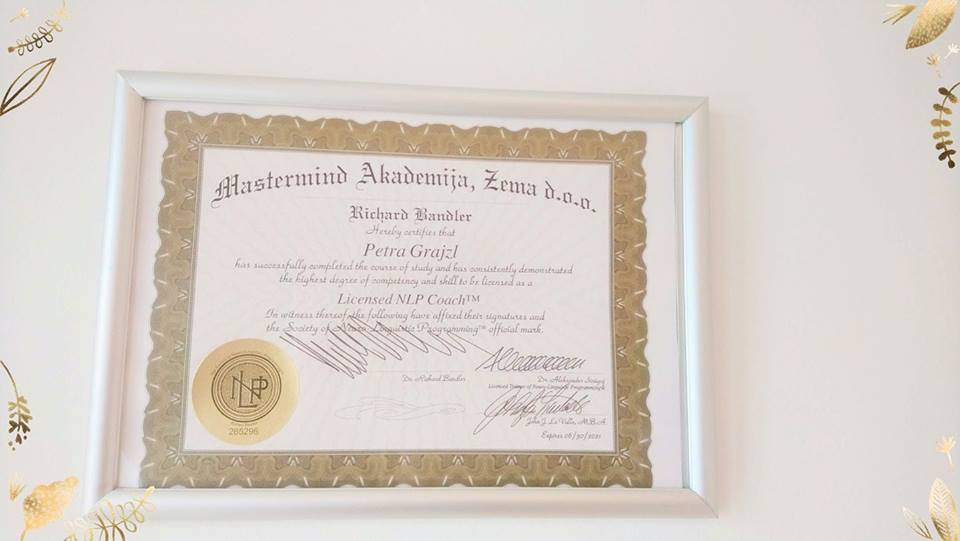 Mastermind Akademija, Zema d.o.o.
Richard Bandler
Hereby certifies that
Petra Grajzl
has successfully completed the course of study and has consistently demonstrated
the highest degree of competency and skill to be licensed as a
Licensed NLP Coach™
In witness thereof the following have affixed their signatures and
the Society of Neuro Linguistic Programming™ official mark.
Dr. Richard Bandler
Dr. Aleksander
Licensed Trainer of Neuro Linguistic Programming
John J. La Valle, M.B.A.
Expires 06/30/2021
NLP
265296